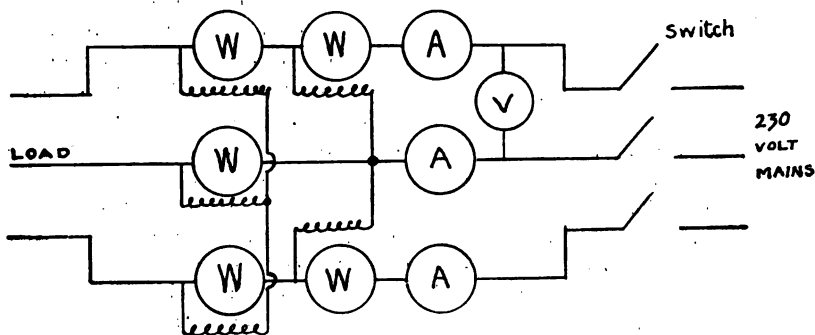 W W A Switch
V
LOAD W A 230
VOLT
MAINS
W W A